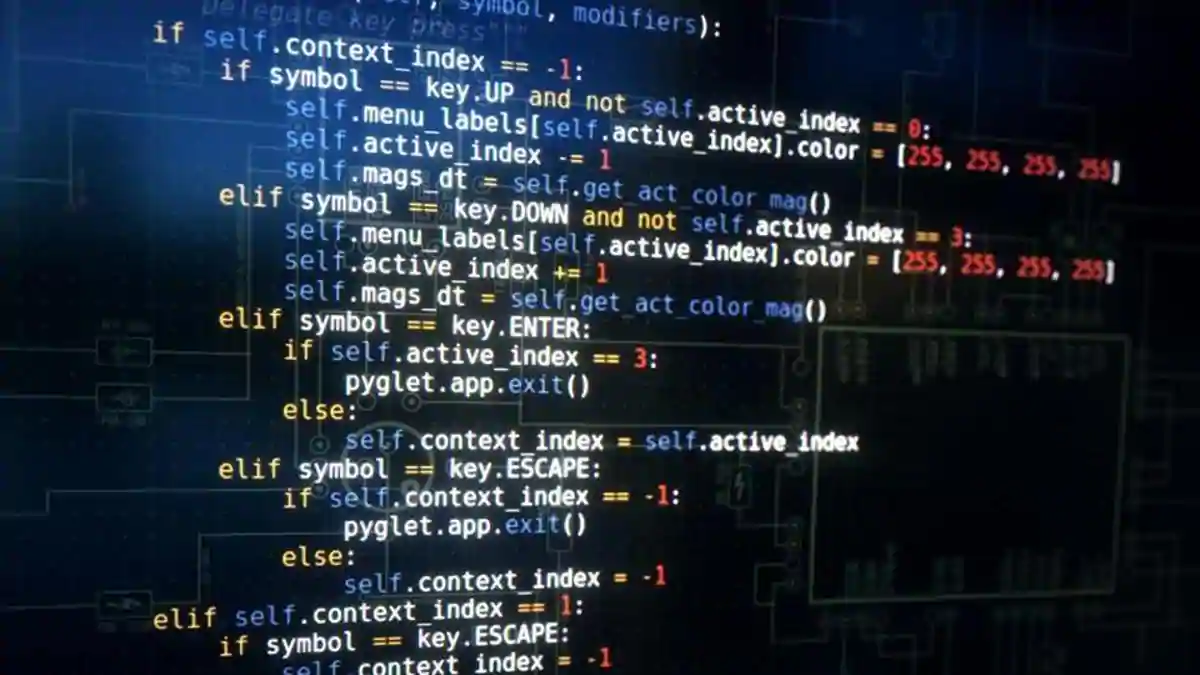 symbol, modifiers):
Delegate key press"""
if self.context_index == -1:
if symbol == key.UP and not self.active_index == 0:
self.menu_labels[self.active_index].color = [255, 255, 255, 255]
self.active_index -= 1
self.mags_dt = self.get_act_color_mag()
elif symbol == key.DOWN and not self.active_index == 3:
self.menu_labels[self.active_index].color = [255, 255, 255, 255]
self.active_index += 1
self.mags_dt = self.get_act_color_mag()
elif symbol == key.ENTER:
if self.active_index == 3:
pyglet.app.exit()
else:
self.context_index = self.active_index
elif symbol == key.ESCAPE:
if self.context_index == -1:
pyglet.app.exit()
else:
self.context_index = -1
elif self.context_index == 1:
if symbol == key.ESCAPE:
self.context_index = -1